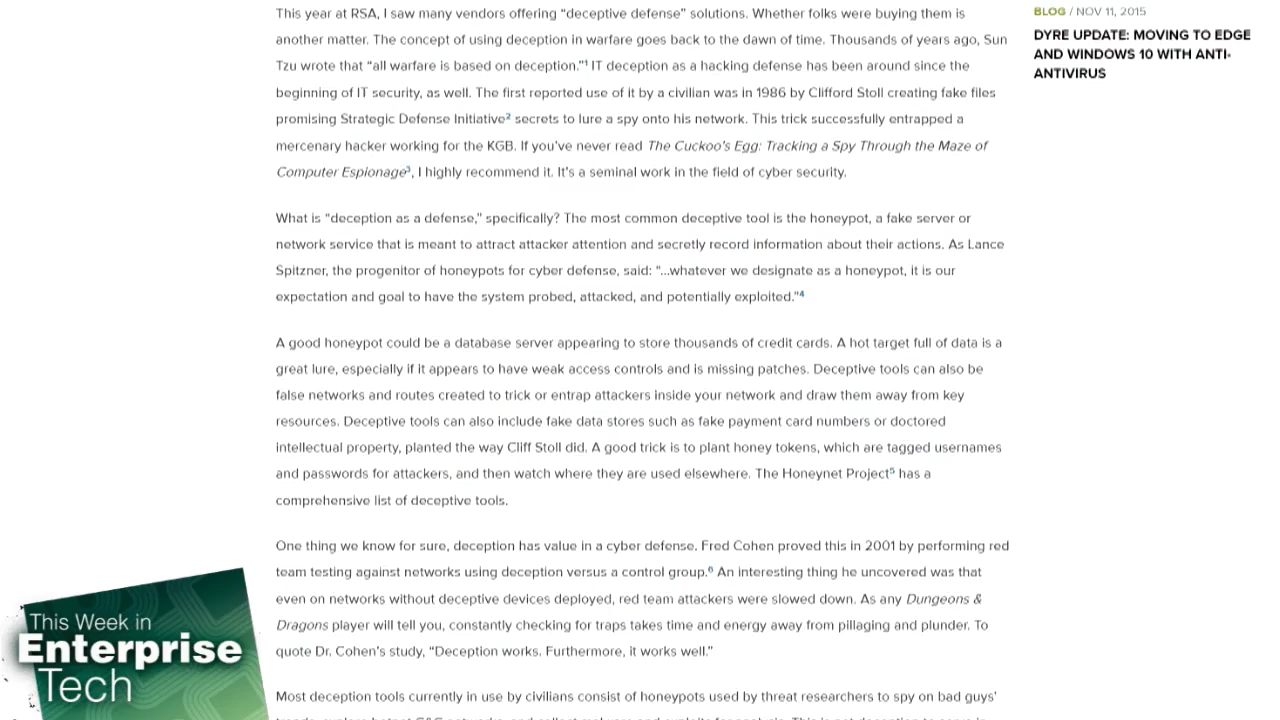 This year at RSA, I saw many vendors offering “deceptive defense” solutions. Whether folks were buying them is
another matter. The concept of using deception in warfare goes back to the dawn of time. Thousands of years ago, Sun
Tzu wrote that “all warfare is based on deception.”¹ IT deception as a hacking defense has been around since the
beginning of IT security, as well. The first reported use of it by a civilian was in 1986 by Clifford Stoll creating fake files
promising Strategic Defense Initiative² secrets to lure a spy onto his network. This trick successfully entrapped a
mercenary hacker working for the KGB. If you’ve never read The Cuckoo’s Egg: Tracking a Spy Through the Maze of
Computer Espionage³, I highly recommend it. It’s a seminal work in the field of cyber security.
What is “deception as a defense,” specifically? The most common deceptive tool is the honeypot, a fake server or
network service that is meant to attract attacker attention and secretly record information about their actions. As Lance
Spitzner, the progenitor of honeypots for cyber defense, said: “...whatever we designate as a honeypot, it is our
expectation and goal to have the system probed, attacked, and potentially exploited.”⁴
A good honeypot could be a database server appearing to store thousands of credit cards. A hot target full of data is a
great lure, especially if it appears to have weak access controls and is missing patches. Deceptive tools can also be
false networks and routes created to trick or entrap attackers inside your network and draw them away from key
resources. Deceptive tools can also include fake data stores such as fake payment card numbers or doctored
intellectual property, planted the way Cliff Stoll did. A good trick is to plant honey tokens, which are tagged usernames
and passwords for attackers, and then watch where they are used elsewhere. The Honeynet Project⁵ has a
comprehensive list of deceptive tools.
One thing we know for sure, deception has value in a cyber defense. Fred Cohen proved this in 2001 by performing red
team testing against networks using deception versus a control group.⁶ An interesting thing he uncovered was that
even on networks without deceptive devices deployed, red team attackers were slowed down. As any Dungeons &
Dragons player will tell you, constantly checking for traps takes time and energy away from pillaging and plunder. To
quote Dr. Cohen’s study, “Deception works. Furthermore, it works well.”
Most deception tools currently in use by civilians consist of honeypots used by threat researchers to spy on bad guys’
BLOG / NOV 11, 2015
DYRE UPDATE: MOVING TO EDGE
AND WINDOWS 10 WITH ANTI-
ANTIVIRUS
This Week in
Enterprise
Tech